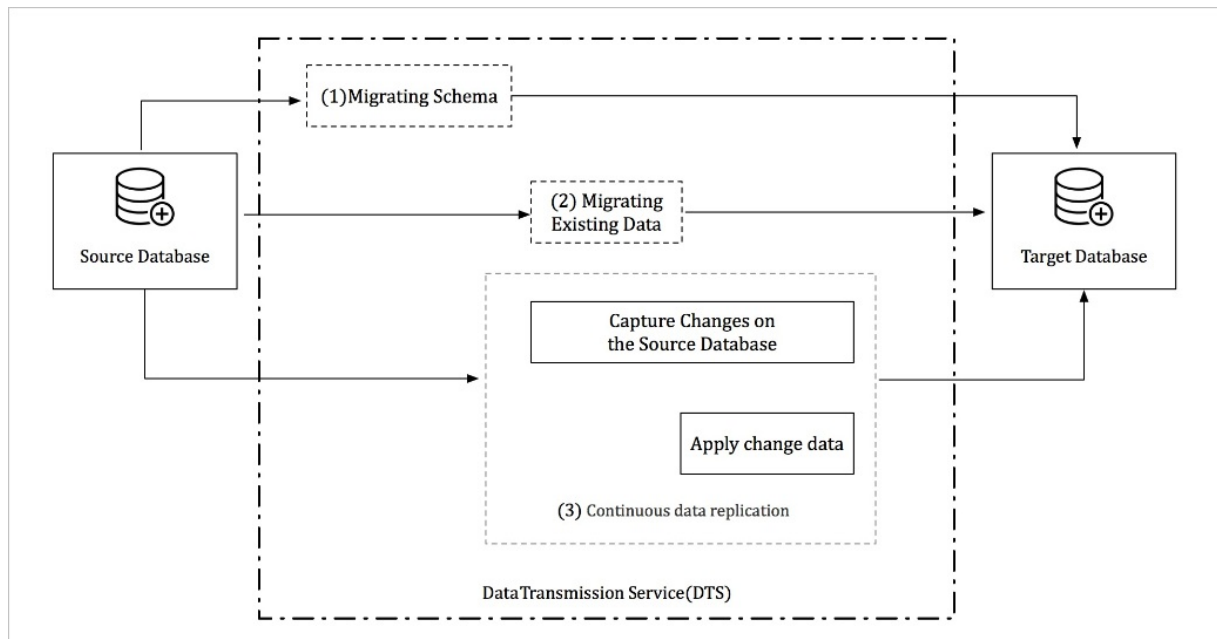 (1)Migrating Schema
(2) Migrating
Existing Data
Source Database
Target Database
Capture Changes on
the Source Database
Apply change data
(3) Continuous data replication
DataTransmission Service(DTS)